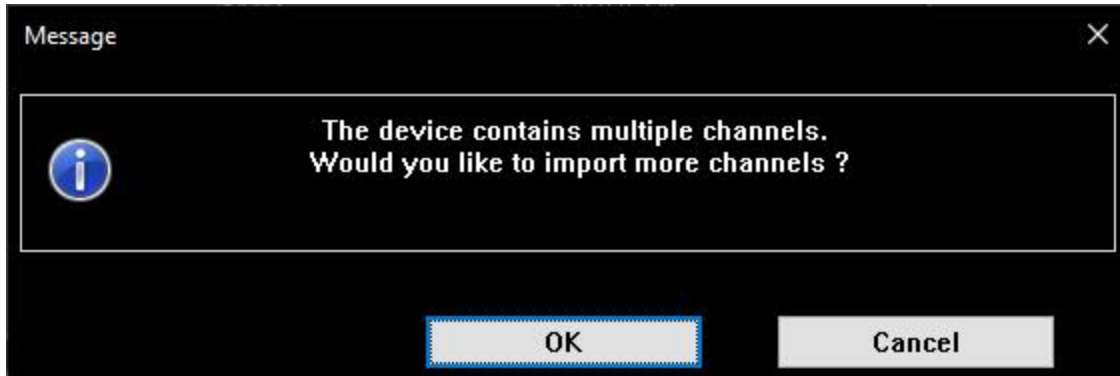 Message
The device contains multiple channels.
Would you like to import more channels ?
OK
Cancel